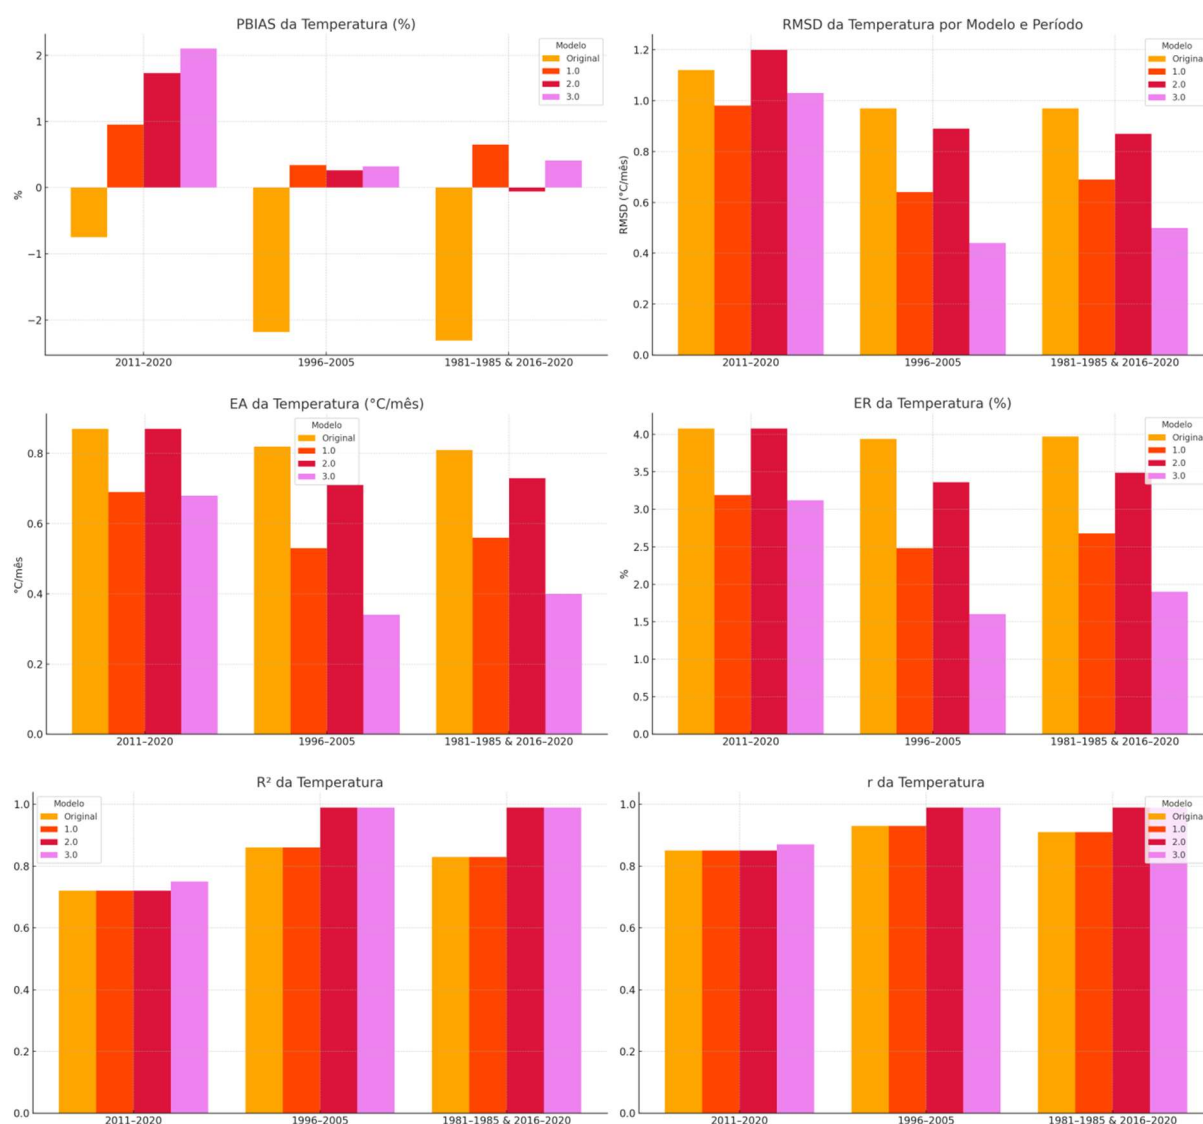 PBIAS da Temperatura (%)
Modelo
Original
1.0
2.0
3.0
2
1
0
−1
−2
%
2011–2020
1996–2005
1981–1985 & 2016–2020
RMSD da Temperatura por Modelo e Período
Modelo
Original
1.0
2.0
3.0
1.2
1.0
0.8
0.6
0.4
0.2
0.0
RMSD (°C/mês)
2011–2020
1996–2005
1981–1985 & 2016–2020
EA da Temperatura (°C/mês)
Modelo
Original
1.0
2.0
3.0
0.8
0.6
0.4
0.2
0.0
°C/mês
2011–2020
1996–2005
1981–1985 & 2016–2020
ER da Temperatura (%)
Modelo
Original
1.0
2.0
3.0
4.0
3.5
3.0
2.5
2.0
1.5
1.0
0.5
0.0
%
2011–2020
1996–2005
1981–1985 & 2016–2020
R² da Temperatura
Modelo
Original
1.0
2.0
3.0
1.0
0.8
0.6
0.4
0.2
0.0
2011–2020
1996–2005
1981–1985 & 2016–2020
r da Temperatura
Modelo
Original
1.0
2.0
3.0
1.0
0.8
0.6
0.4
0.2
0.0
2011–2020
1996–2005
1981–1985 & 2016–2020